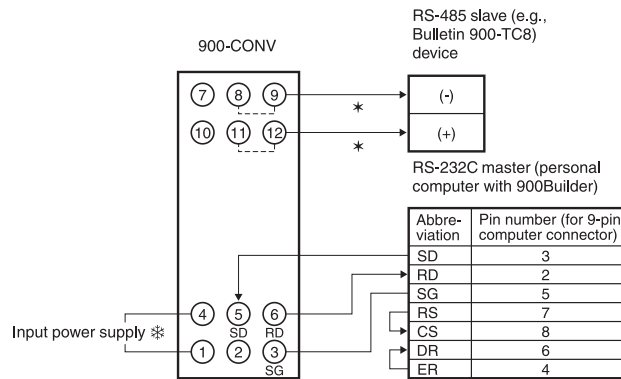 RS-485 slave (e.g.,
Bulletin 900-TC8)
device
900-CONV
7 8 9
(-)
✶
10 11 12
(+)
✶
RS-232C master (personal
computer with 900Builder)
Abbre-
viation
Pin number (for 9-pin
computer connector)
SD 3
RD 2
SG 5
RS 7
CS 8
DR 6
ER 4
4 5 6
SD RD
Input power supply ❄
1 2 3
SG